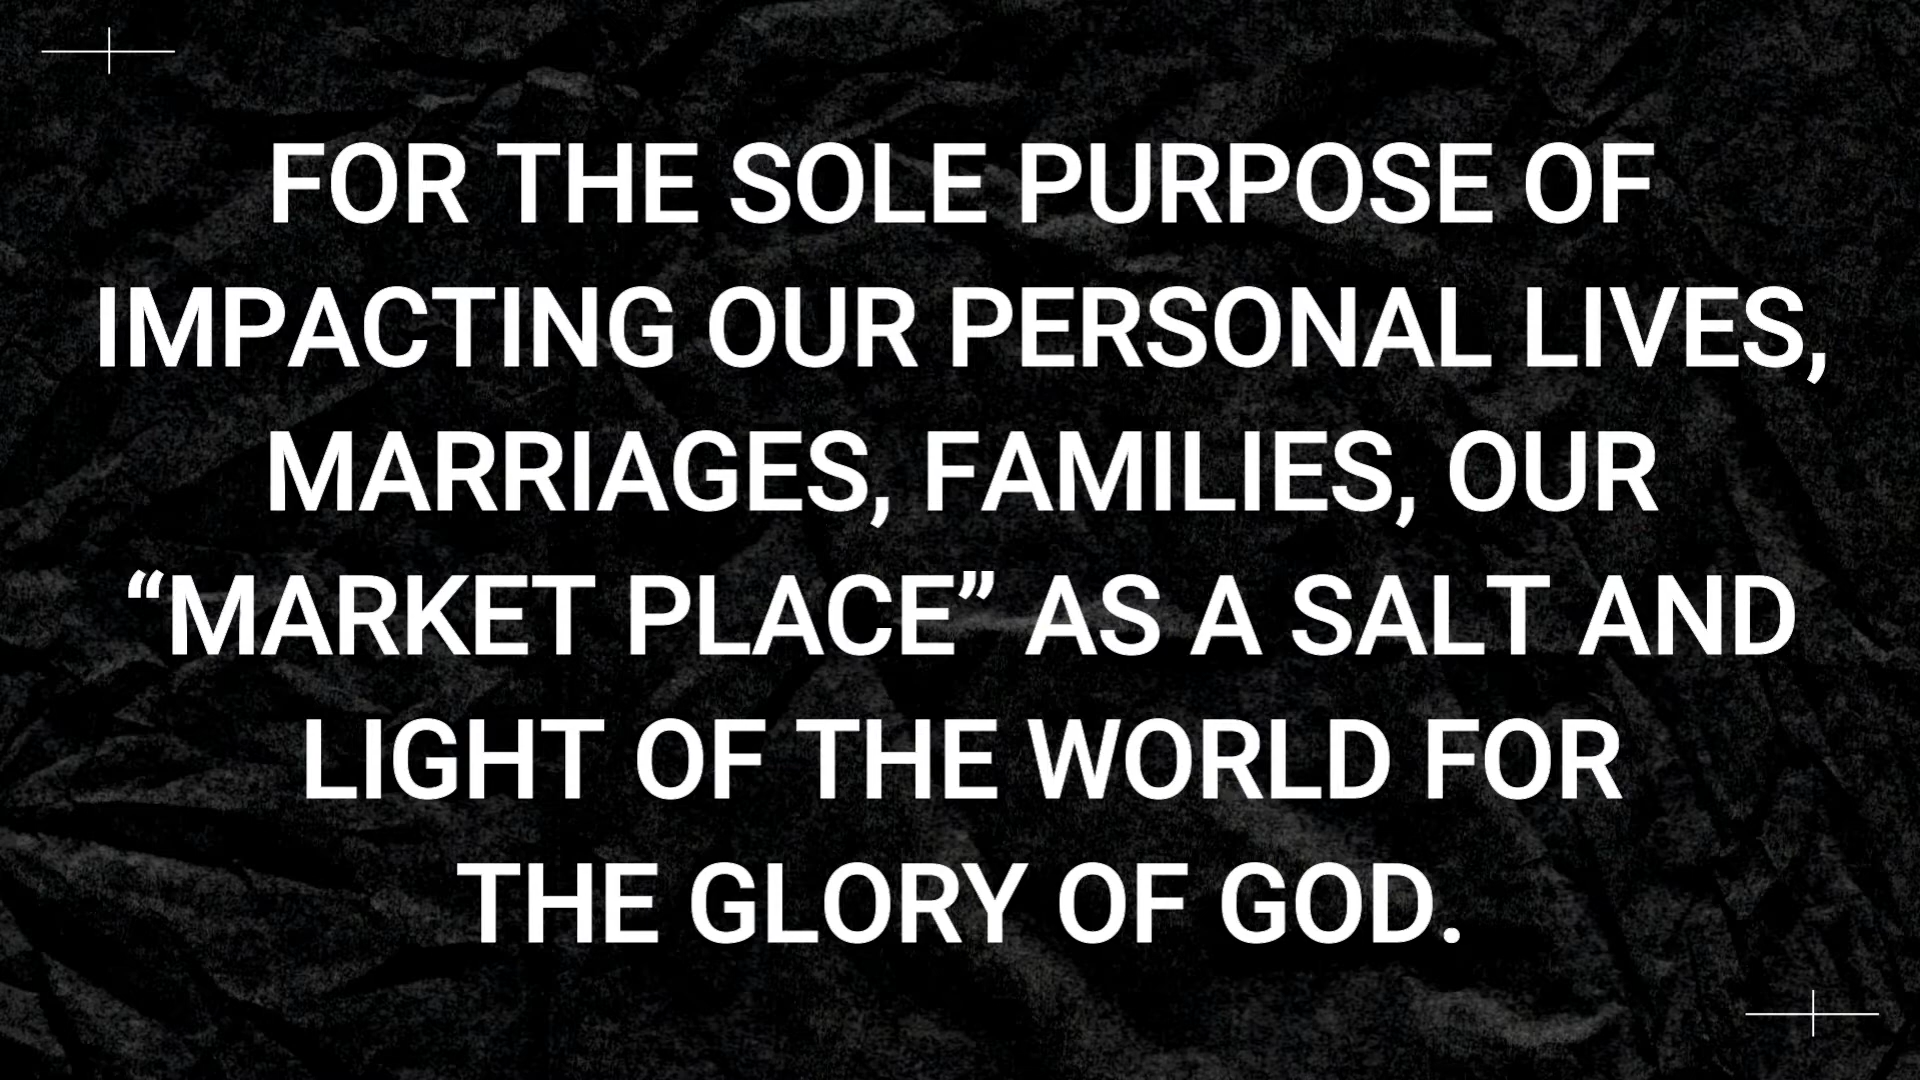 FOR THE SOLE PURPOSE OF
IMPACTING OUR PERSONAL LIVES,
MARRIAGES, FAMILIES, OUR
“MARKET PLACE” AS A SALT AND
LIGHT OF THE WORLD FOR
THE GLORY OF GOD.